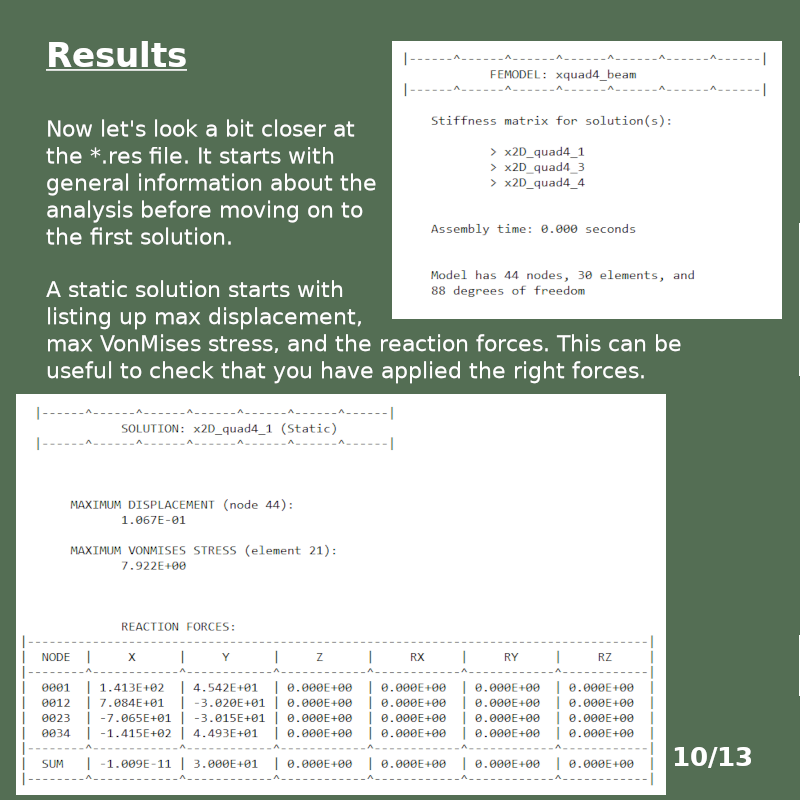 Results
|------^------^------^------^------^------^------|
FEMODEL: xquad4_beam
|------^------^------^------^------^------^------|
Stiffness matrix for solution(s):
> x2D_quad4_1
> x2D_quad4_3
> x2D_quad4_4
Assembly time: 0.000 seconds
Model has 44 nodes, 30 elements, and
88 degrees of freedom
Now let's look a bit closer at
the *.res file. It starts with
general information about the
analysis before moving on to
the first solution.
A static solution starts with
listing up max displacement,
max VonMises stress, and the reaction forces. This can be
useful to check that you have applied the right forces.
|------^------^------^------^------^------^------|
SOLUTION: x2D_quad4_1 (Static)
|------^------^------^------^------^------^------|
MAXIMUM DISPLACEMENT (node 44):
1.067E-01
MAXIMUM VONMISES STRESS (element 21):
7.922E+00
REACTION FORCES:
|--------------------------------------------------------------------------------------|
| NODE | X | Y | Z | RX | RY | RZ |
|--------^------------^------------^------------^------------^------------^------------|
| 0001 | 1.413E+02 | 4.542E+01 | 0.000E+00 | 0.000E+00 | 0.000E+00 | 0.000E+00 |
| 0012 | 7.084E+01 | -3.020E+01 | 0.000E+00 | 0.000E+00 | 0.000E+00 | 0.000E+00 |
| 0023 | -7.065E+01 | -3.015E+01 | 0.000E+00 | 0.000E+00 | 0.000E+00 | 0.000E+00 |
| 0034 | -1.415E+02 | 4.493E+01 | 0.000E+00 | 0.000E+00 | 0.000E+00 | 0.000E+00 |
|--------^------------^------------^------------^------------^------------^------------|
| SUM | -1.009E-11 | 3.000E+01 | 0.000E+00 | 0.000E+00 | 0.000E+00 | 0.000E+00 |
|--------^------------^------------^------------^------------^------------^------------|
10/13